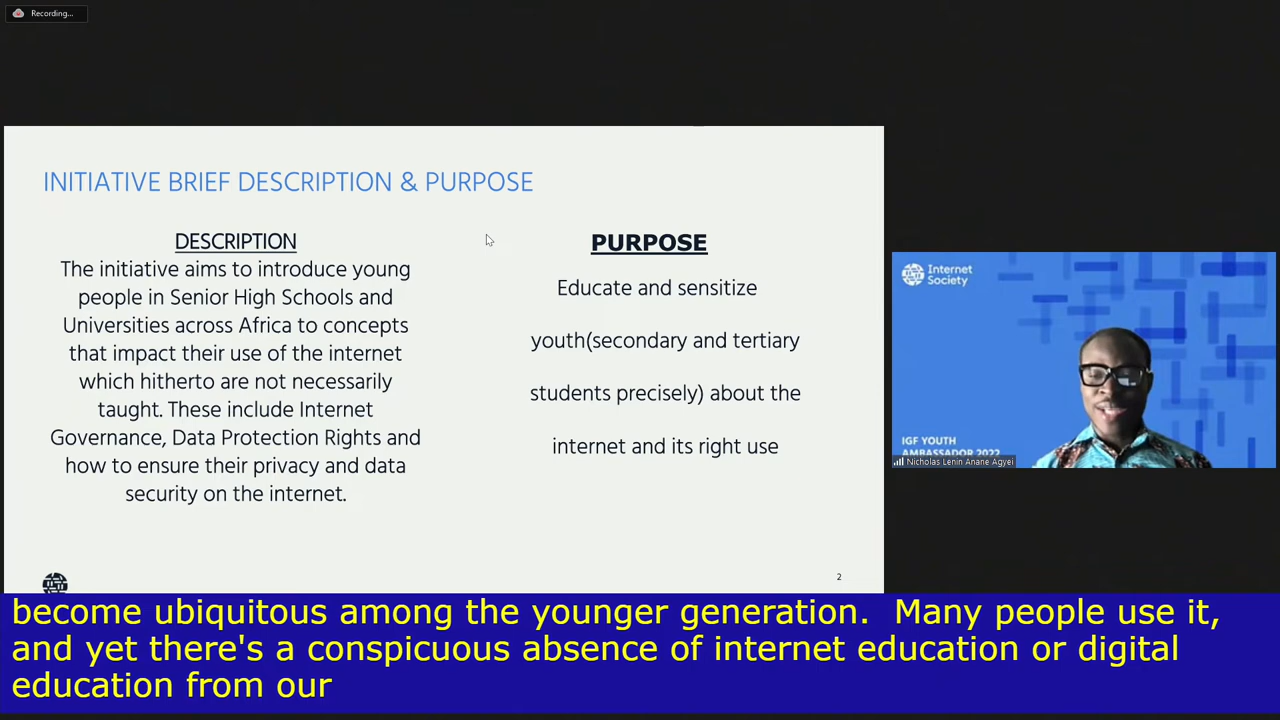 Recording...
INITIATIVE BRIEF DESCRIPTION & PURPOSE
DESCRIPTION
The initiative aims to introduce young
people in Senior High Schools and
Universities across Africa to concepts
that impact their use of the internet
which hitherto are not necessarily
taught. These include Internet
Governance, Data Protection Rights and
how to ensure their privacy and data
security on the internet.
PURPOSE
Educate and sensitize
youth(secondary and tertiary
students precisely) about the
internet and its right use
2
Internet
Society
IGF YOUTH
AMBASSADOR 2022
Nicholas Lenin Anane Agyei
become ubiquitous among the younger generation.  Many people use it,
and yet there's a conspicuous absence of internet education or digital
education from our